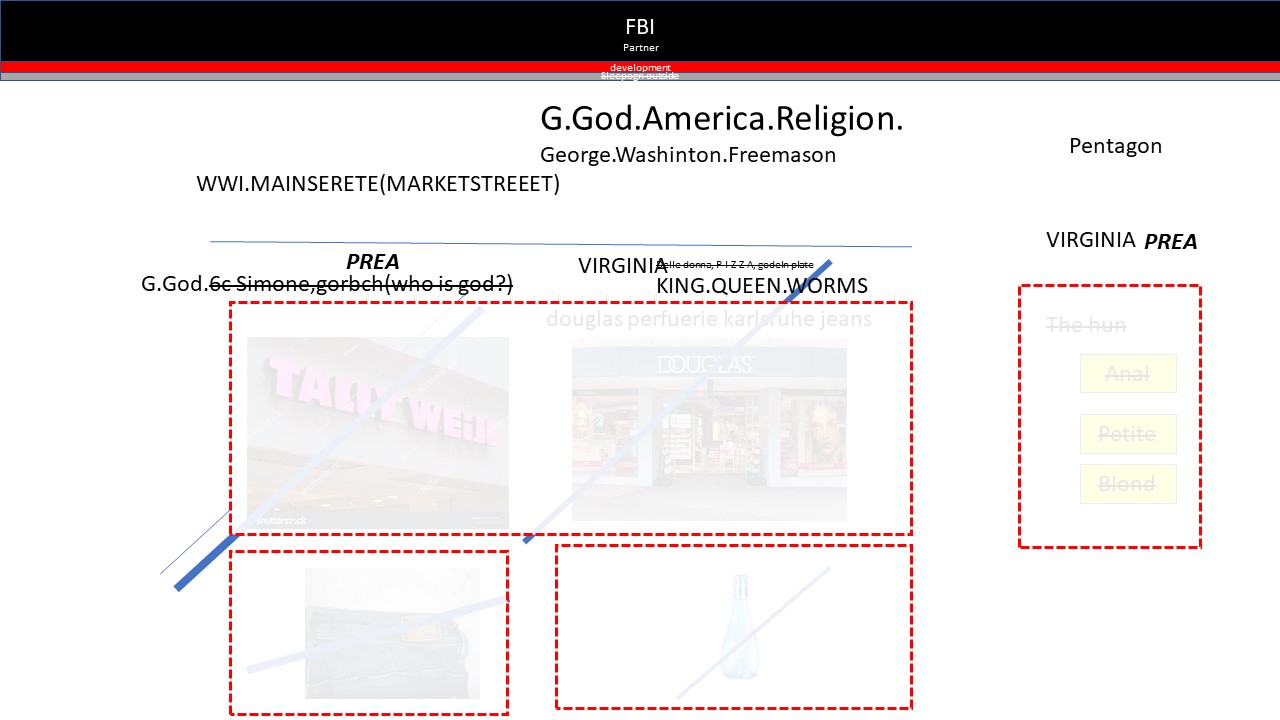 FBI
Partner
development
Sleepogn outside
G.God.America.Religion.
George.Washinton.Freemason
Pentagon
WWI.MAINSERETE(MARKETSTREEET)
VIRGINIA PREA
PREA
G.God.6c Simone,gorbch(who is god?)
VIRGINIA
Belle donna, P I Z Z A, godeln plate
KING.QUEEN.WORMS
douglas perfuerie karlsruhe jeans
TALLY WEiJL
shutterstock
DOUGLAS
The hun
Anal
Petite
Blond